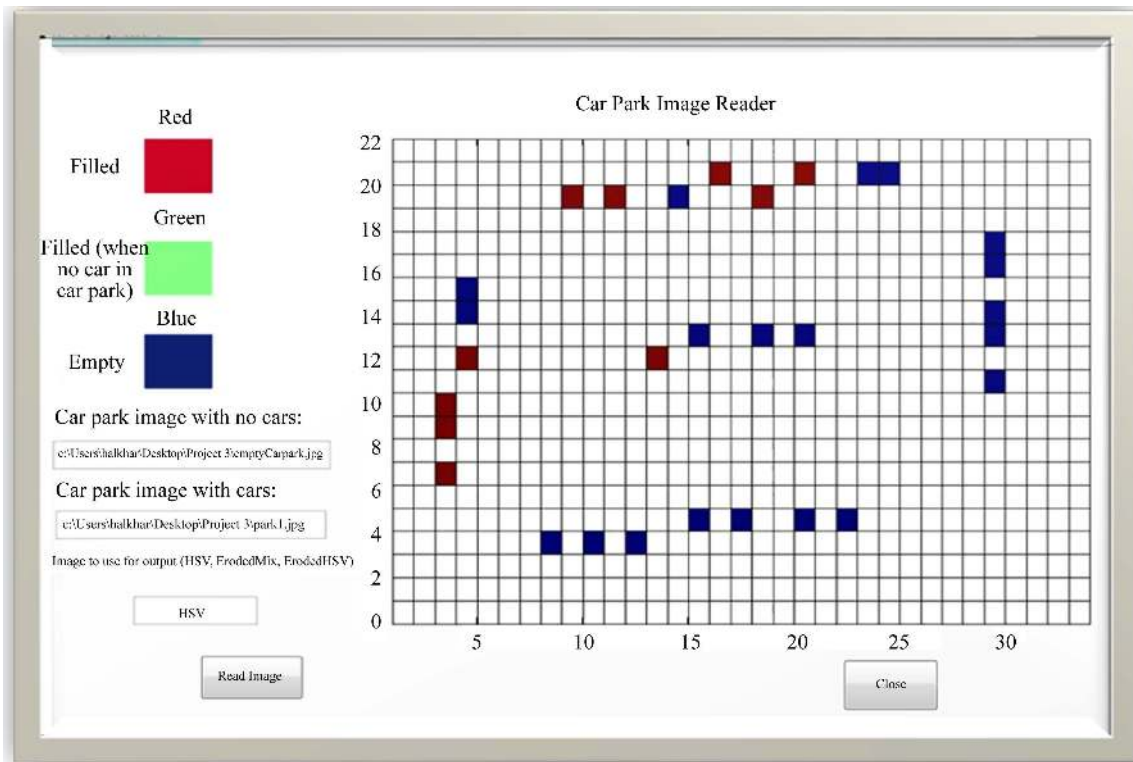 Car Park Image Reader
Red
Filled
Green
Filled (when
no car in
car park)
Blue
Empty
Car park image with no cars:
c:\Users\halkhar\Desktop\Project 3\emptyCarpark.jpg
Car park image with cars:
c:\Users\halkhar\Desktop\Project 3\park1.jpg
Image to use for output (HSV, ErodedMix, ErodedHSV)
HSV
Read Image
22
20
18
16
14
12
10
8
6
4
2
0
5 10 15 20 25 30
Close